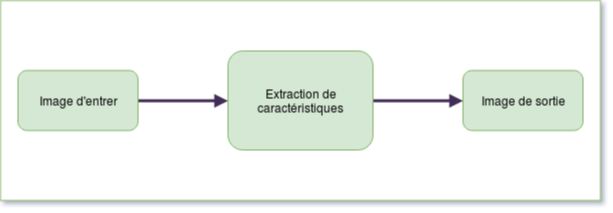 Image d'entrer
Extraction de
caractéristiques
Image de sortie